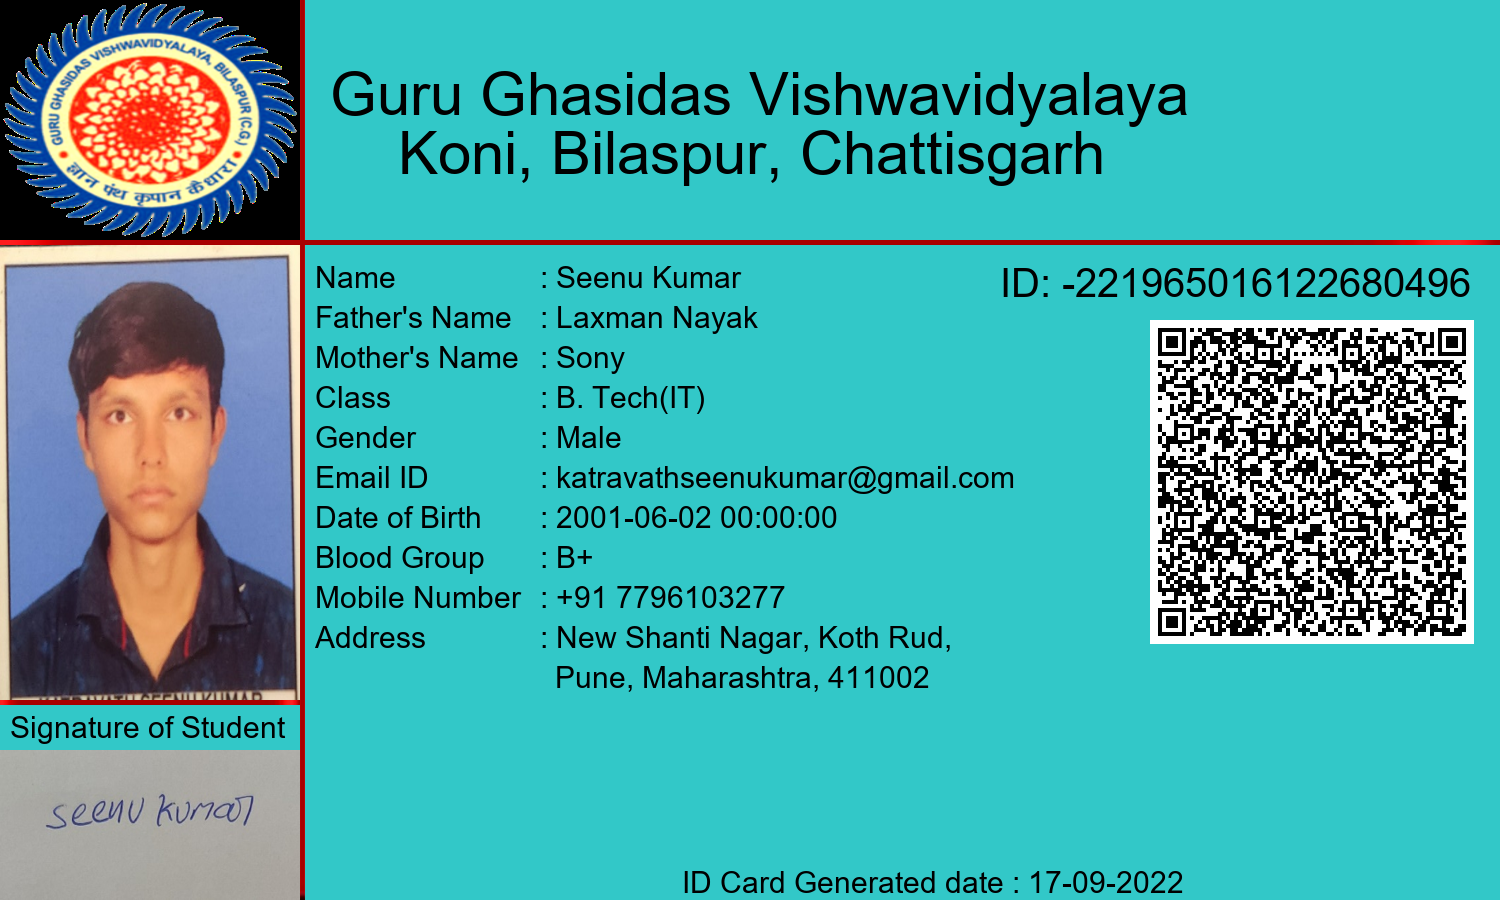 GURU GHASIDAS VISHWAVIDYALAYA, BILASPUR (C.G.)
ज्ञान पंथ कृपान कै धारा
Guru Ghasidas Vishwavidyalaya
Koni, Bilaspur, Chattisgarh
Name : Seenu Kumar
Father's Name : Laxman Nayak
Mother's Name : Sony
Class : B. Tech(IT)
Gender : Male
Email ID : katravathseenukumar@gmail.com
Date of Birth : 2001-06-02 00:00:00
Blood Group : B+
Mobile Number : +91 7796103277
Address : New Shanti Nagar, Koth Rud,
Pune, Maharashtra, 411002
ID: -221965016122680496
SEENU KUMAR
Signature of Student
seenu kumar
ID Card Generated date : 17-09-2022